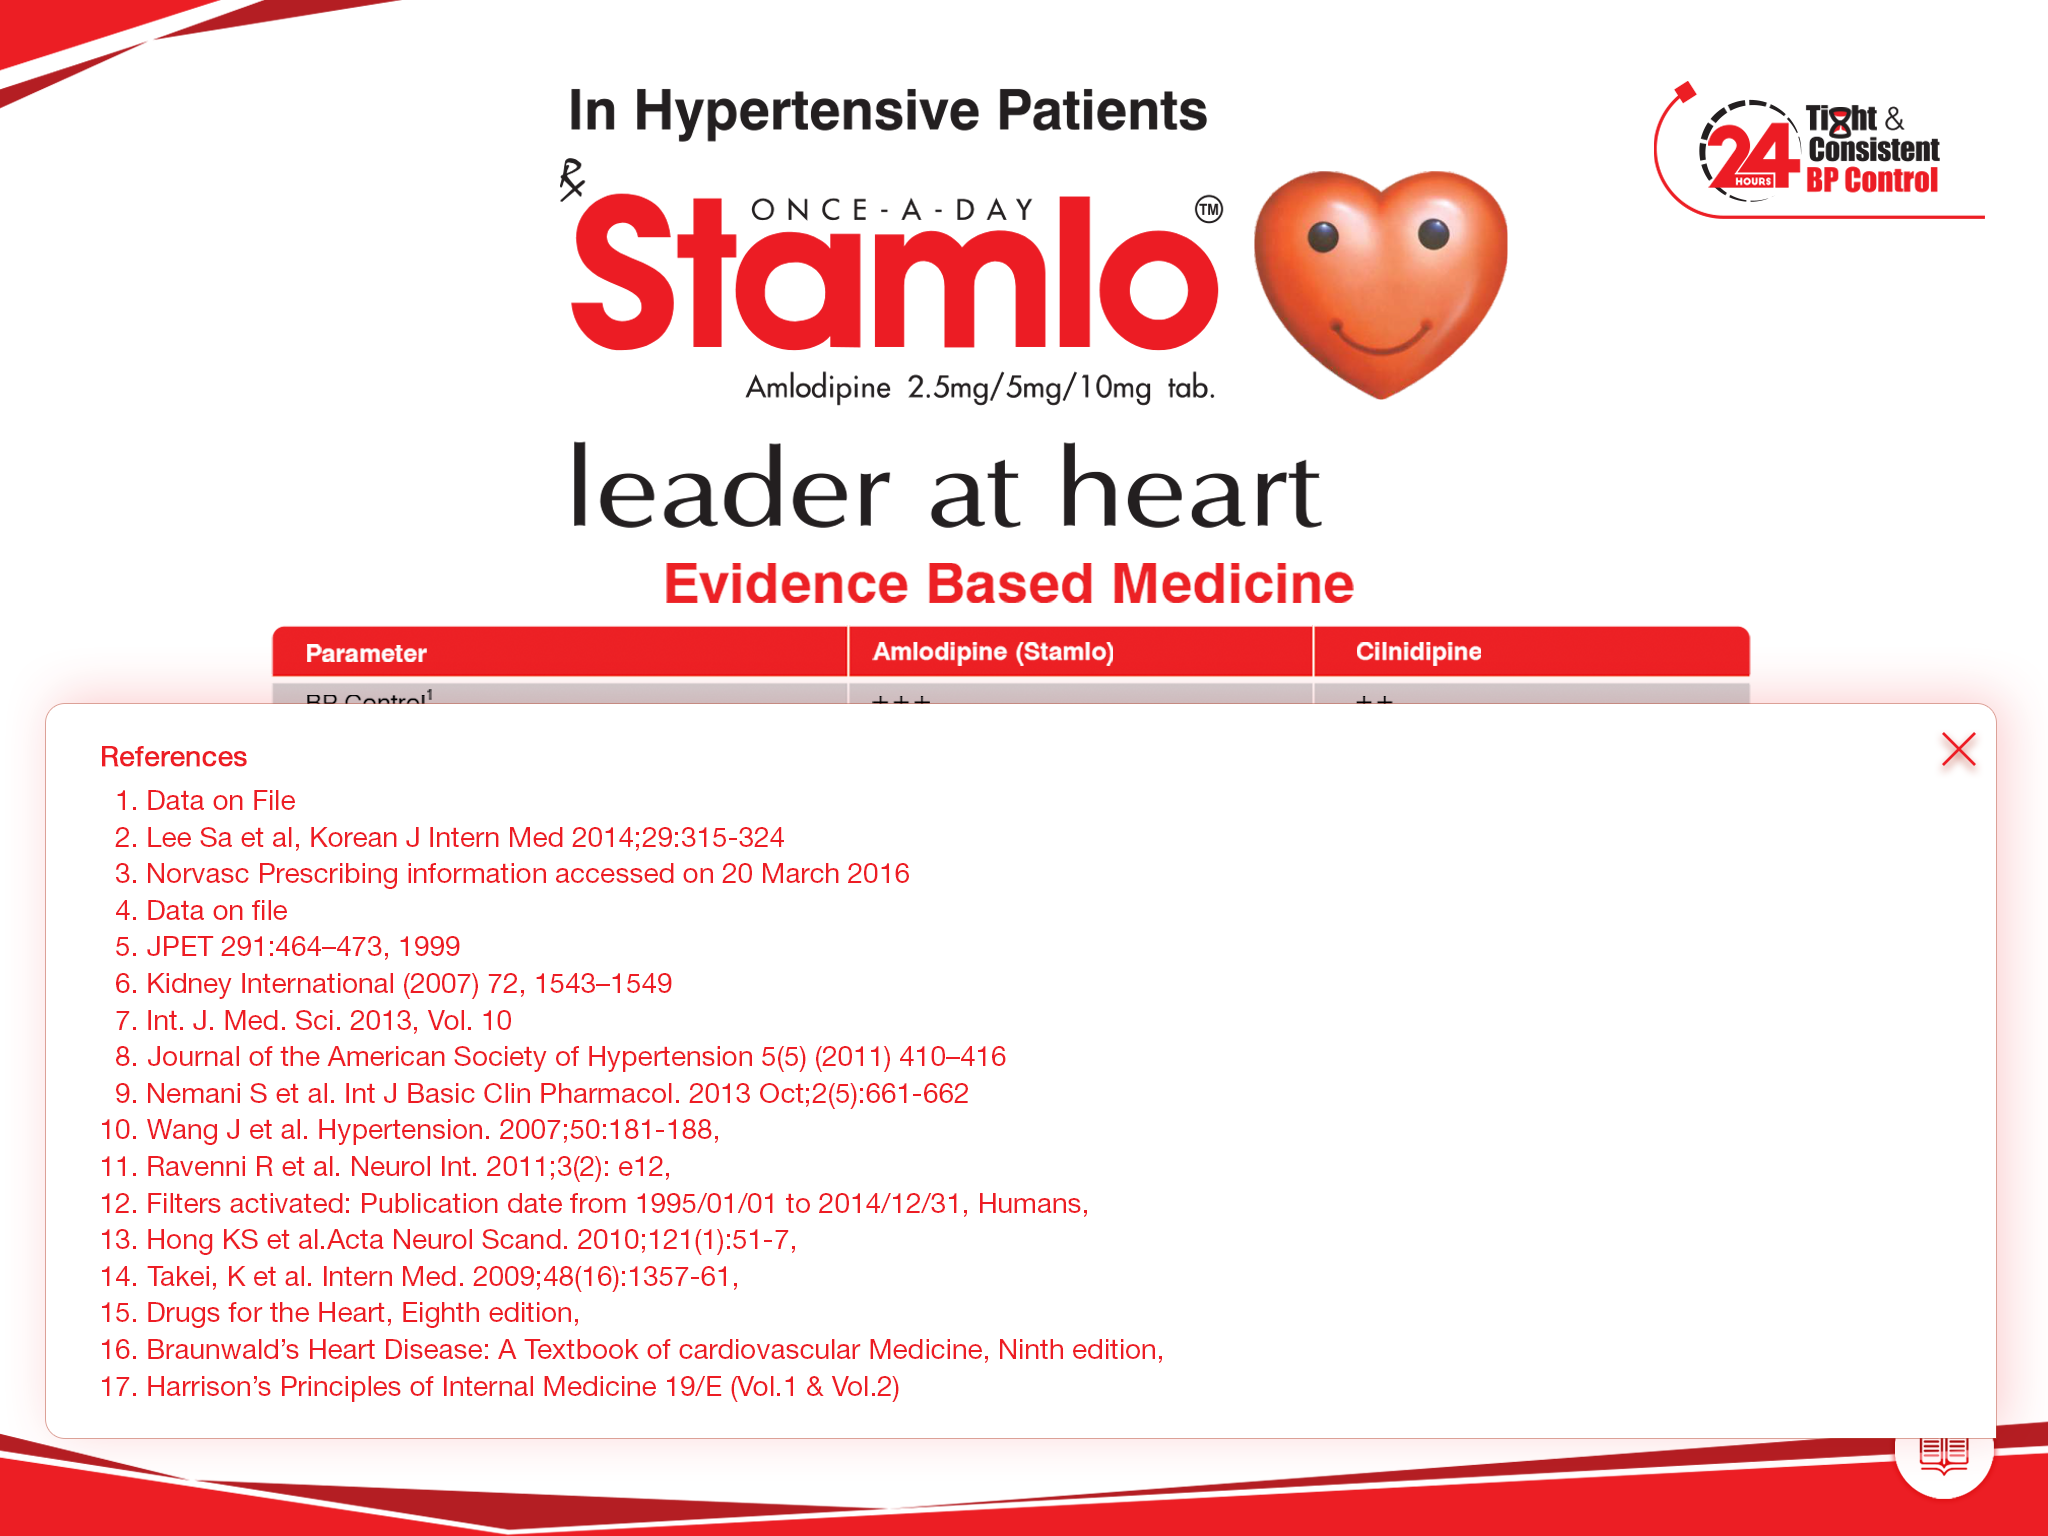 In Hypertensive Patients
24 HOURS Tight &
Consistent
BP Control
℞
ONCE-A-DAY
Stamlo™
Amlodipine 2.5mg/5mg/10mg tab.
leader at heart
Evidence Based Medicine
Parameter Amlodipine (Stamlo) Cilnidipine
BP Control¹ +++ ++
References
1. Data on File
2. Lee Sa et al, Korean J Intern Med 2014;29:315-324
3. Norvasc Prescribing information accessed on 20 March 2016
4. Data on file
5. JPET 291:464–473, 1999
6. Kidney International (2007) 72, 1543–1549
7. Int. J. Med. Sci. 2013, Vol. 10
8. Journal of the American Society of Hypertension 5(5) (2011) 410–416
9. Nemani S et al. Int J Basic Clin Pharmacol. 2013 Oct;2(5):661-662
10. Wang J et al. Hypertension. 2007;50:181-188,
11. Ravenni R et al. Neurol Int. 2011;3(2): e12,
12. Filters activated: Publication date from 1995/01/01 to 2014/12/31, Humans,
13. Hong KS et al.Acta Neurol Scand. 2010;121(1):51-7,
14. Takei, K et al. Intern Med. 2009;48(16):1357-61,
15. Drugs for the Heart, Eighth edition,
16. Braunwald’s Heart Disease: A Textbook of cardiovascular Medicine, Ninth edition,
17. Harrison’s Principles of Internal Medicine 19/E (Vol.1 & Vol.2)